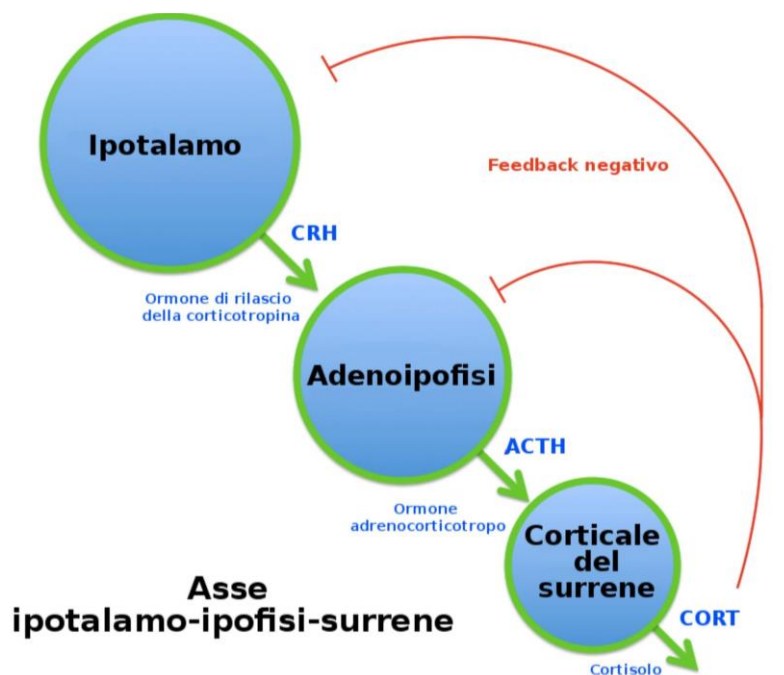 Ipotalamo
Feedback negativo
CRH
Ormone di rilascio
della corticotropina
Adenoipofisi
ACTH
Ormone
adrenocorticotropo
Corticale
del
surrene
Asse
ipotalamo-ipofisi-surrene
CORT
Cortisolo